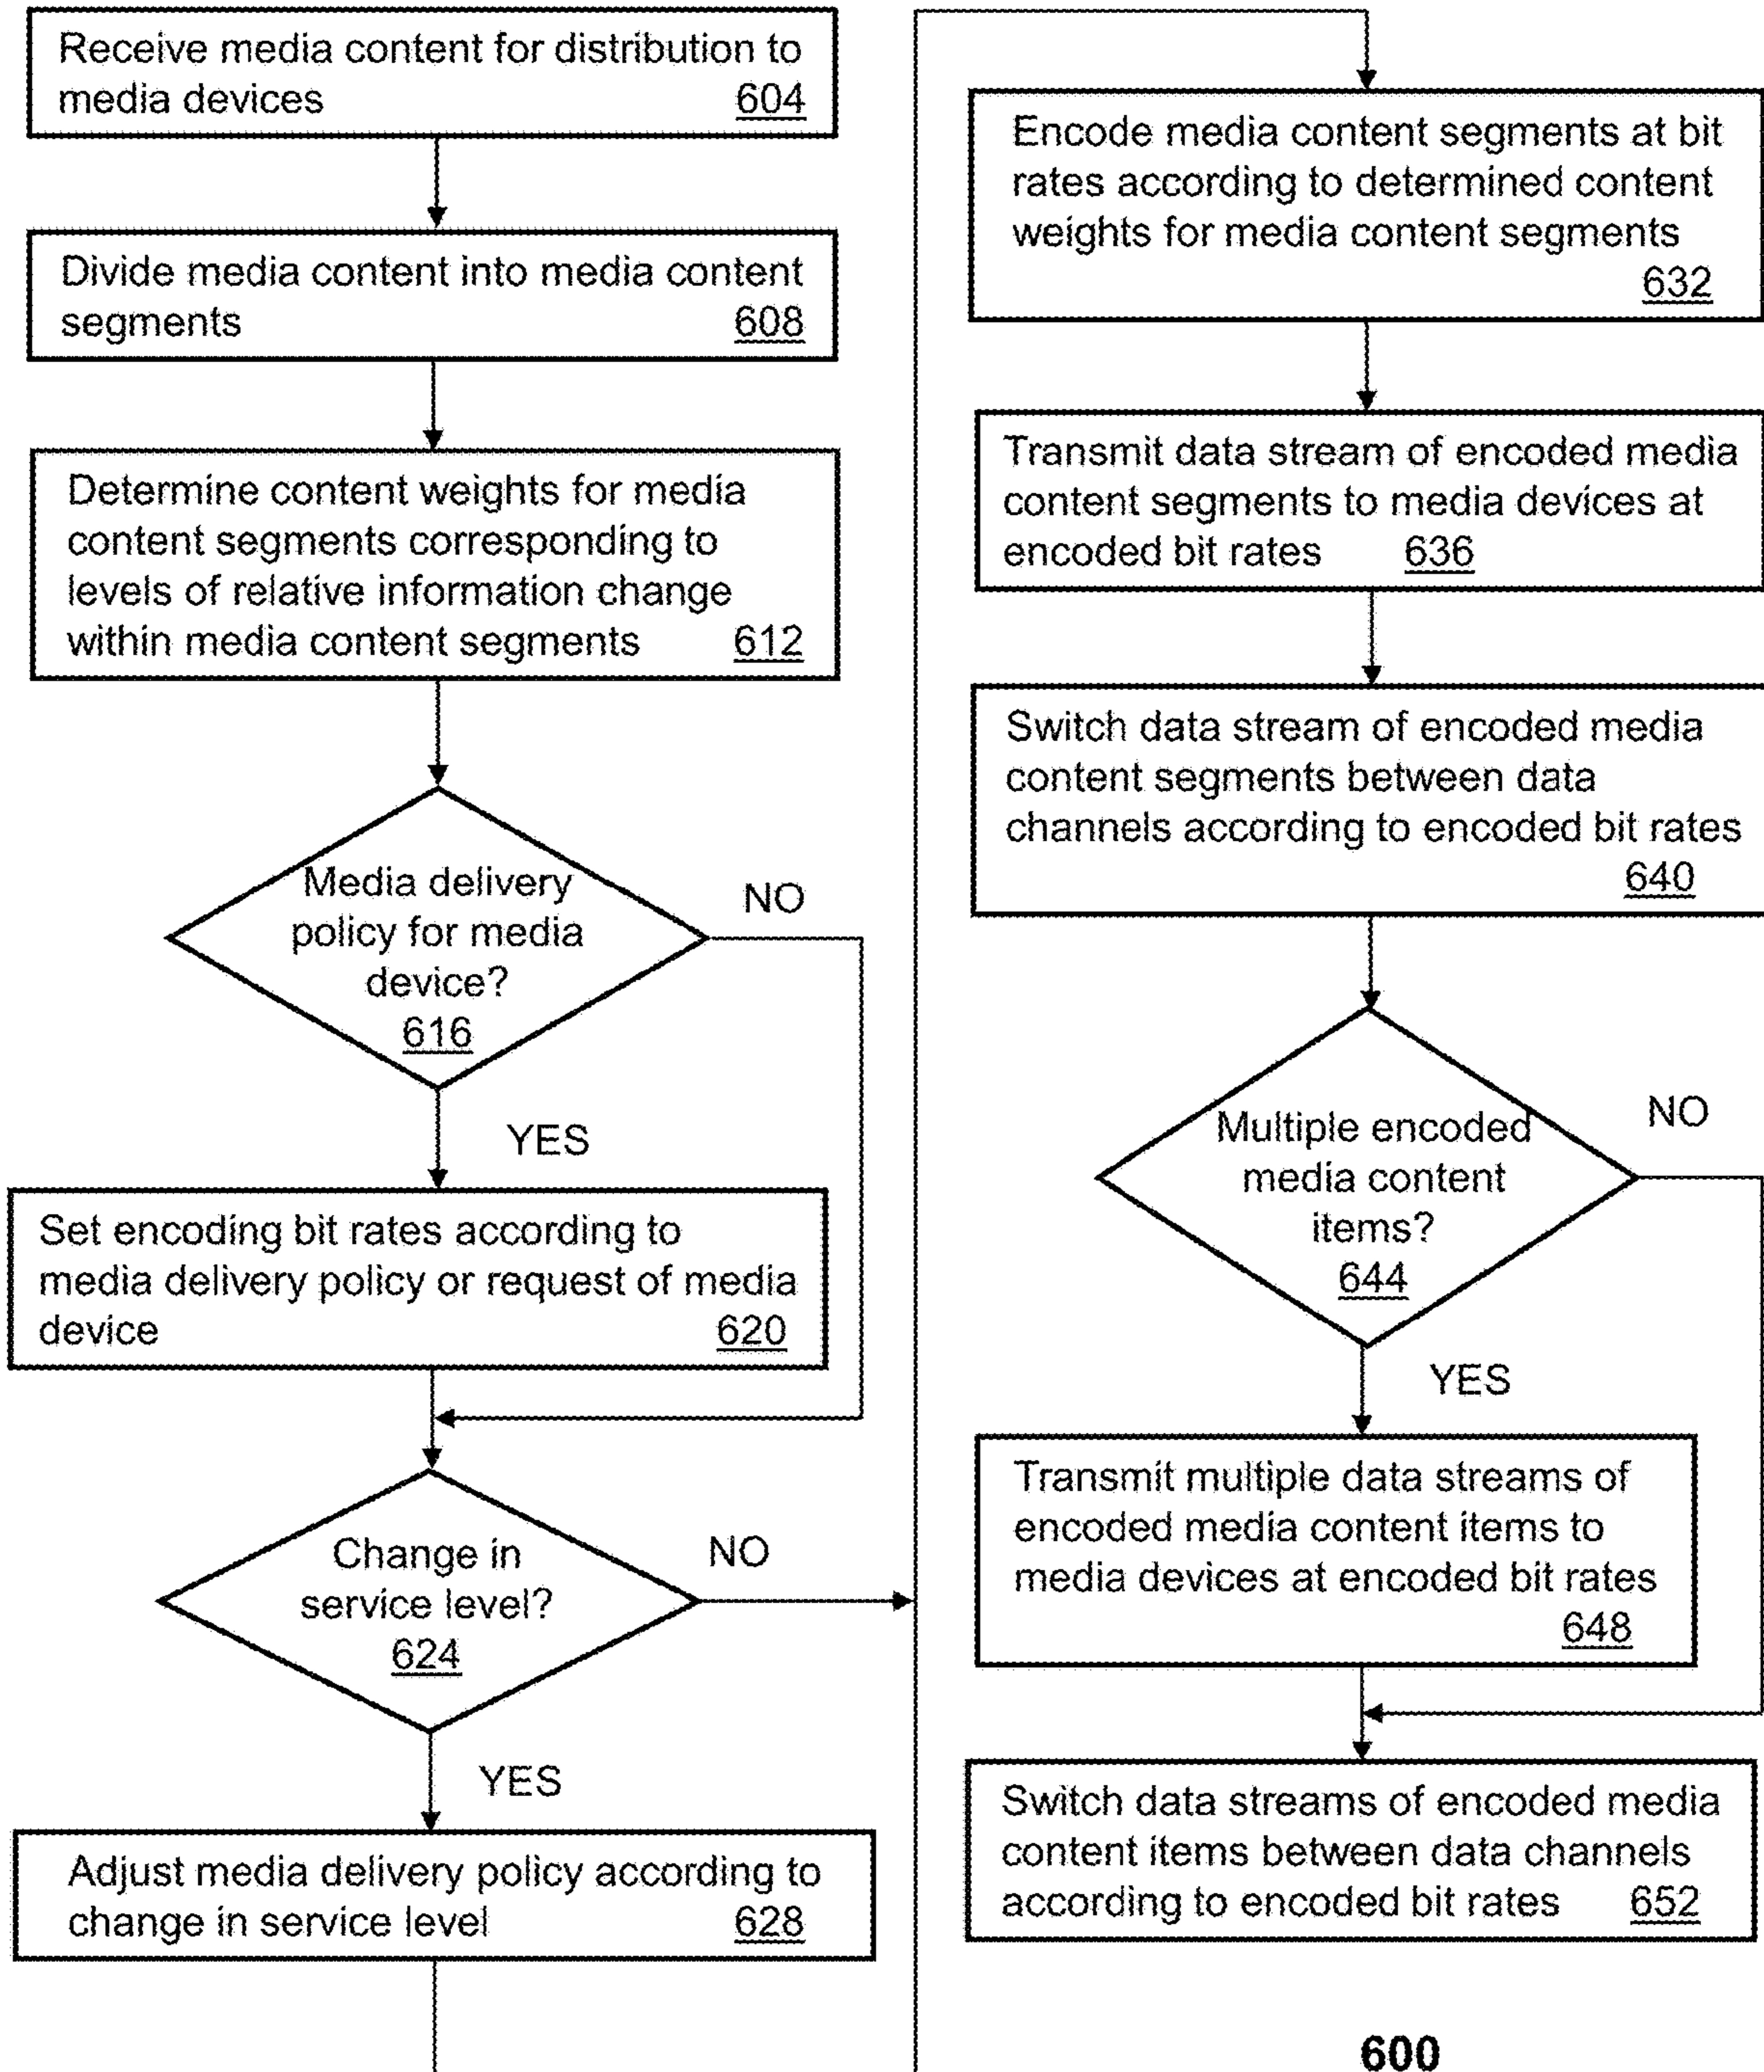 Receive media content for distribution to
media devices 604
Divide media content into media content
segments 608
Determine content weights for media
content segments corresponding to
levels of relative information change
within media content segments 612
Media delivery
policy for media
device?
616
NO
YES
Set encoding bit rates according to
media delivery policy or request of media
device 620
Change in
service level?
624
NO
YES
Adjust media delivery policy according to
change in service level 628
Encode media content segments at bit
rates according to determined content
weights for media content segments
632
Transmit data stream of encoded media
content segments to media devices at
encoded bit rates 636
Switch data stream of encoded media
content segments between data
channels according to encoded bit rates
640
Multiple encoded
media content
items?
644
NO
YES
Transmit multiple data streams of
encoded media content items to
media devices at encoded bit rates
648
Switch data streams of encoded media
content items between data channels
according to encoded bit rates 652
600